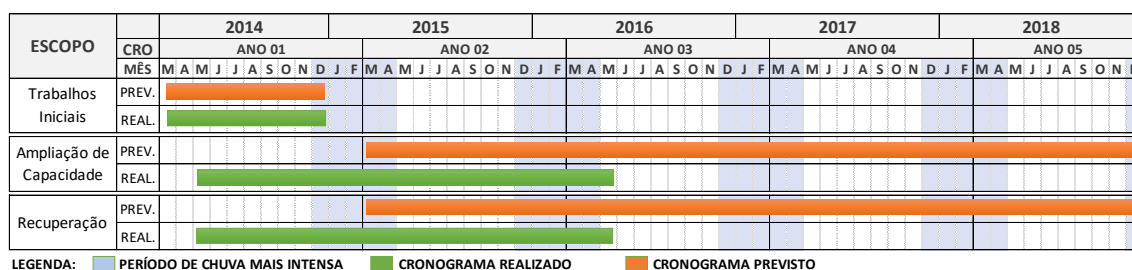 2014 2015 2016 2017 2018
ESCOPO CRO ANO 01 ANO 02 ANO 03 ANO 04 ANO 05
MÊS M A M J J A S O N D J F M A M J J A S O N D J F M A M J J A S O N D J F M A M J J A S O N D J F M A M J J A S O N
Trabalhos Iniciais PREV.
REAL.
Ampliação de Capacidade PREV.
REAL.
Recuperação PREV.
REAL.
LEGENDA: PERÍODO DE CHUVA MAIS INTENSA CRONOGRAMA REALIZADO CRONOGRAMA PREVISTO